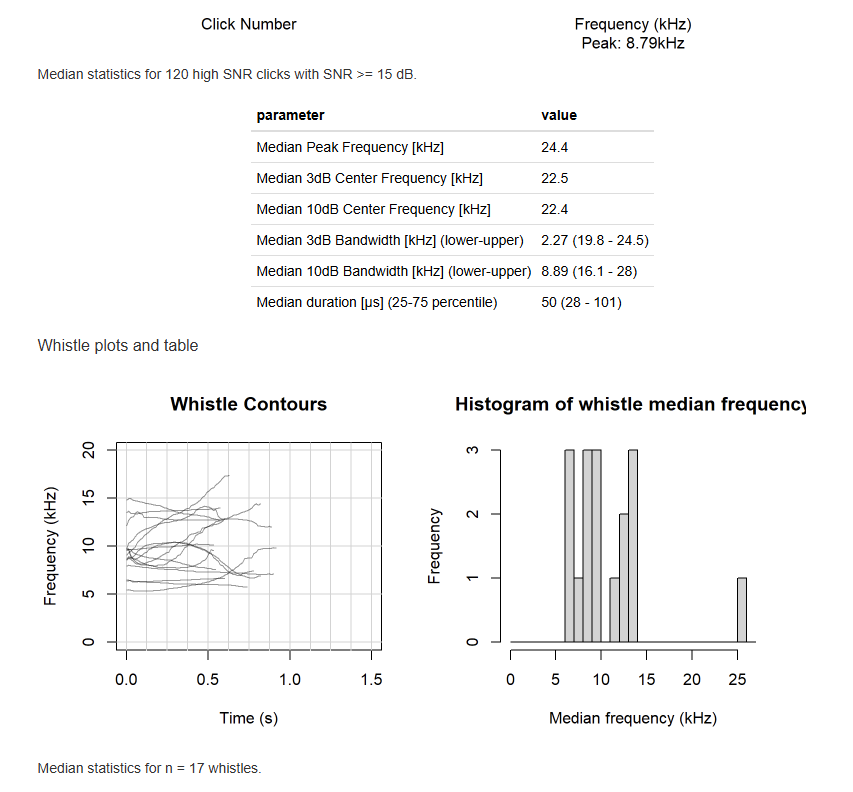 Click Number
Frequency (kHz)
Peak: 8.79kHz
Median statistics for 120 high SNR clicks with SNR >= 15 dB.
parameter value
Median Peak Frequency [kHz] 24.4
Median 3dB Center Frequency [kHz] 22.5
Median 10dB Center Frequency [kHz] 22.4
Median 3dB Bandwidth [kHz] (lower-upper) 2.27 (19.8 - 24.5)
Median 10dB Bandwidth [kHz] (lower-upper) 8.89 (16.1 - 28)
Median duration [µs] (25-75 percentile) 50 (28 - 101)
Whistle plots and table
Whistle Contours
Frequency (kHz)
20
15
10
5
0
0.0 0.5 1.0 1.5
Time (s)
Histogram of whistle median frequency
Frequency
3
2
1
0
0 5 10 15 20 25
Median frequency (kHz)
Median statistics for n = 17 whistles.